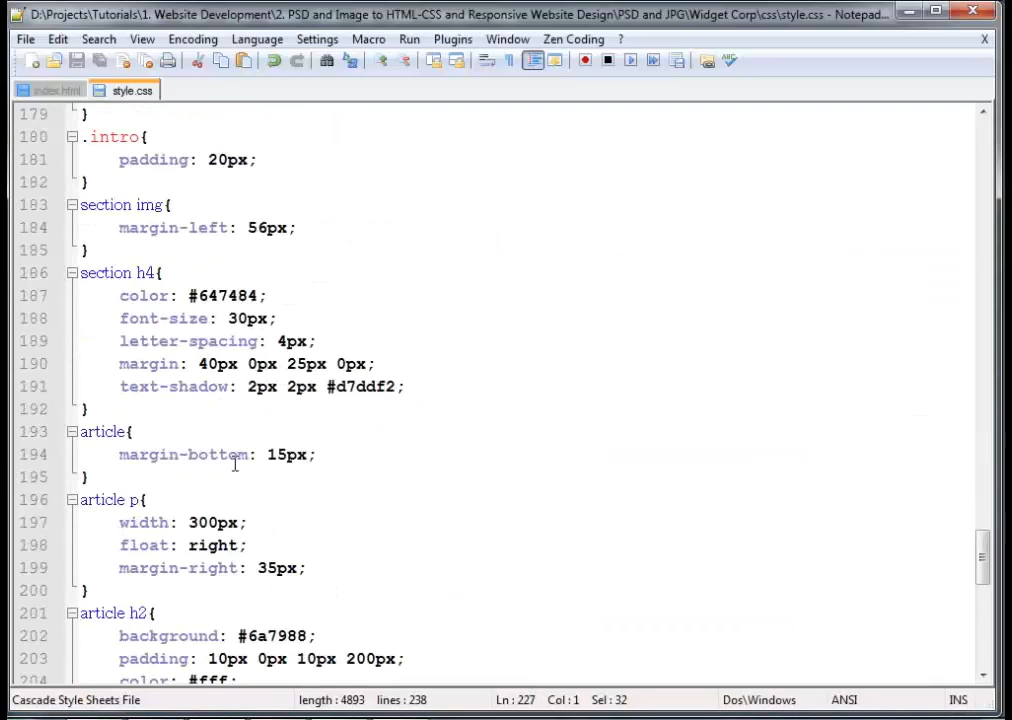 D:\Projects\Tutorials\1. Website Development\2. PSD and Image to HTML-CSS and Responsive Website Design\PSD and JPG\Widget Corp\css\style.css - Notepad...
File Edit Search View Encoding Language Settings Macro Run Plugins Window Zen Coding ? X
index.html style.css
179 }
180 .intro{
181 padding: 20px;
182 }
183 section img{
184 margin-left: 56px;
185 }
186 section h4{
187 color: #647484;
188 font-size: 30px;
189 letter-spacing: 4px;
190 margin: 40px 0px 25px 0px;
191 text-shadow: 2px 2px #d7ddf2;
192 }
193 article{
194 margin-bottom: 15px;
195 }
196 article p{
197 width: 300px;
198 float: right;
199 margin-right: 35px;
200 }
201 article h2{
202 background: #6a7988;
203 padding: 10px 0px 10px 200px;
204 color: #fff;
Cascade Style Sheets File length : 4893 lines : 238 Ln : 227 Col : 1 Sel : 32 Dos\Windows ANSI INS